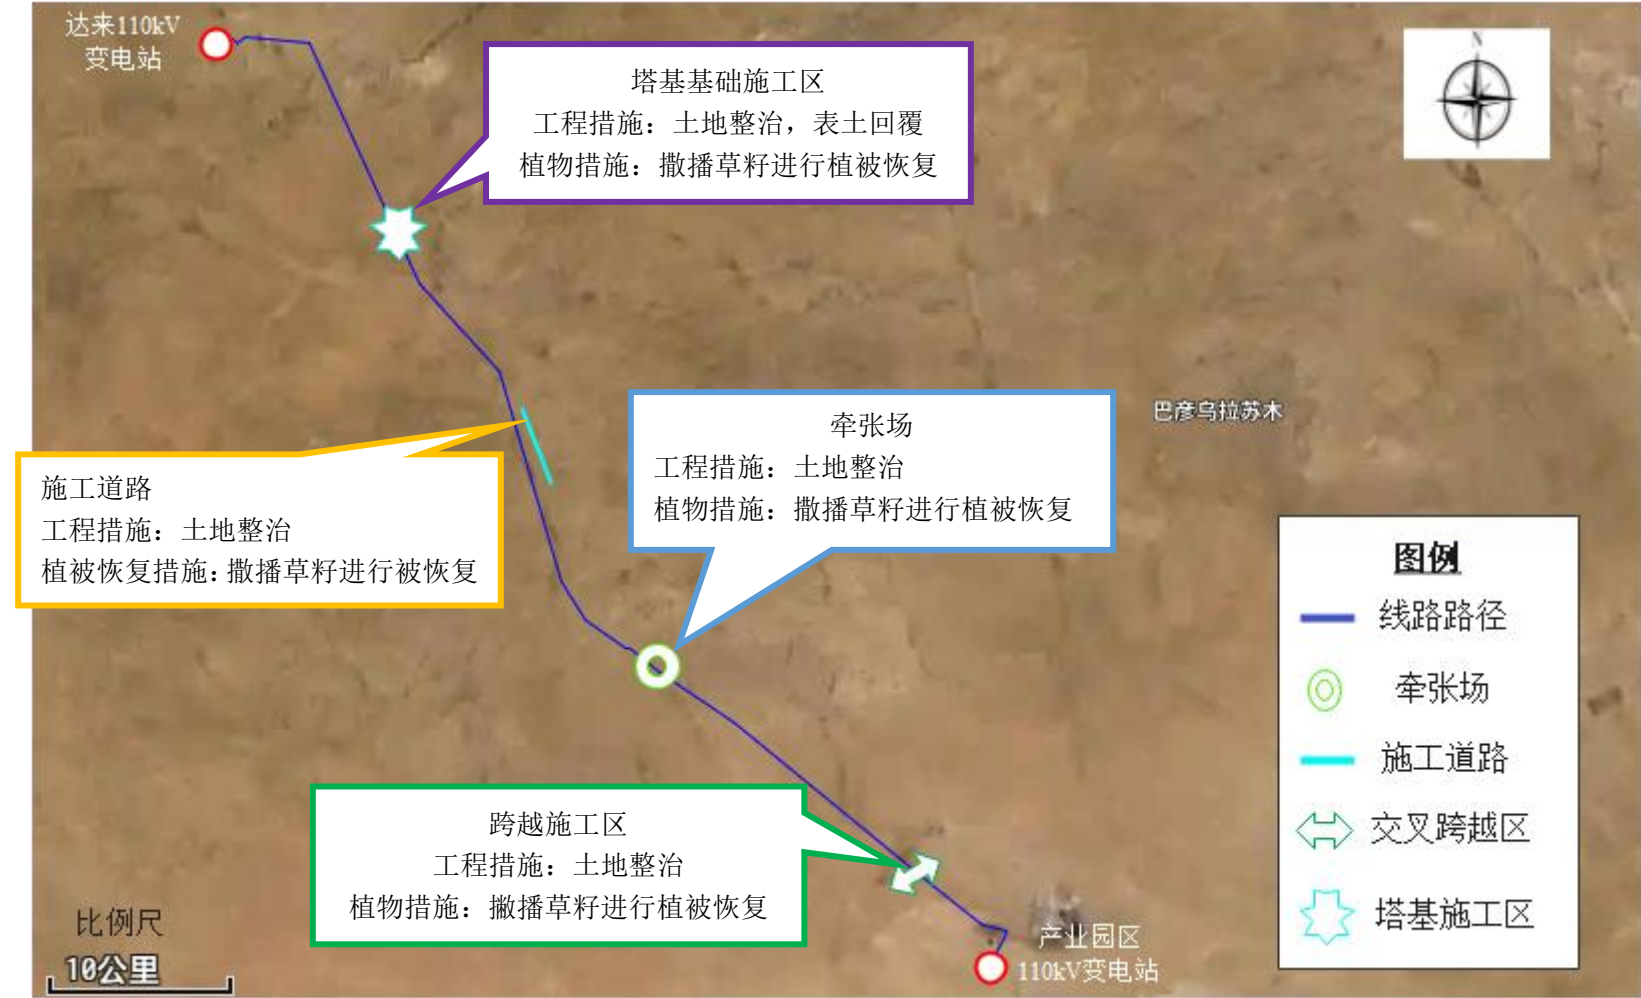 达来110kV
变电站
N
塔基基础施工区
工程措施：土地整治，表土回覆
植物措施：撒播草籽进行植被恢复
巴彦乌拉苏木
牵张场
工程措施：土地整治
植物措施：撒播草籽进行植被恢复
施工道路
工程措施：土地整治
植被恢复措施：撒播草籽进行被恢复
图例
线路路径
牵张场
施工道路
交叉跨越区
塔基施工区
跨越施工区
工程措施：土地整治
植物措施：撇播草籽进行植被恢复
比例尺
10公里
产业园区
110kV变电站